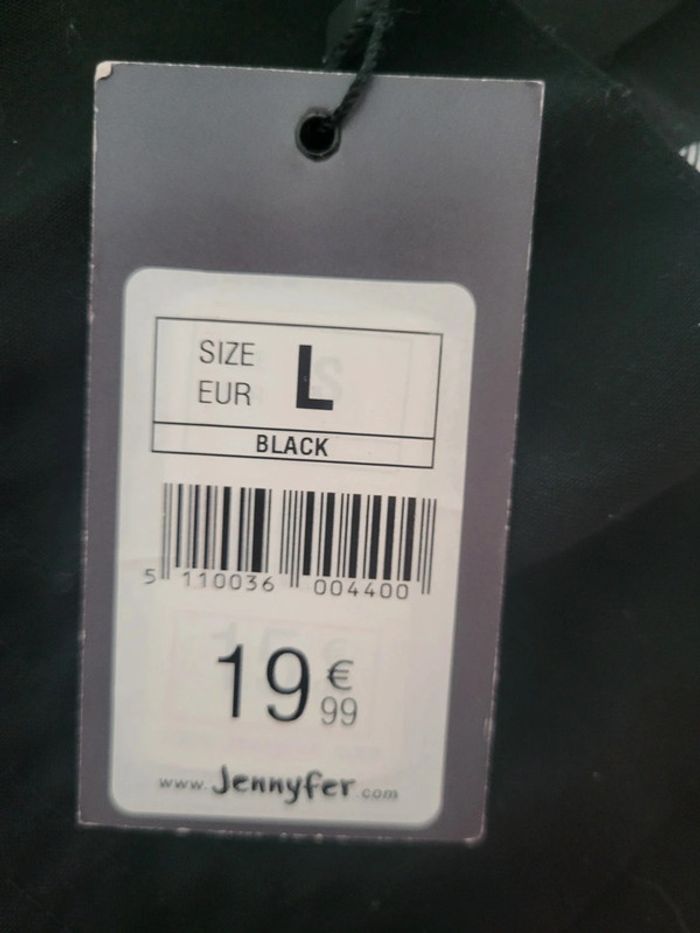 SIZE L
EUR
BLACK
5 110036 004400
19 €99
www.Jennyfer.com